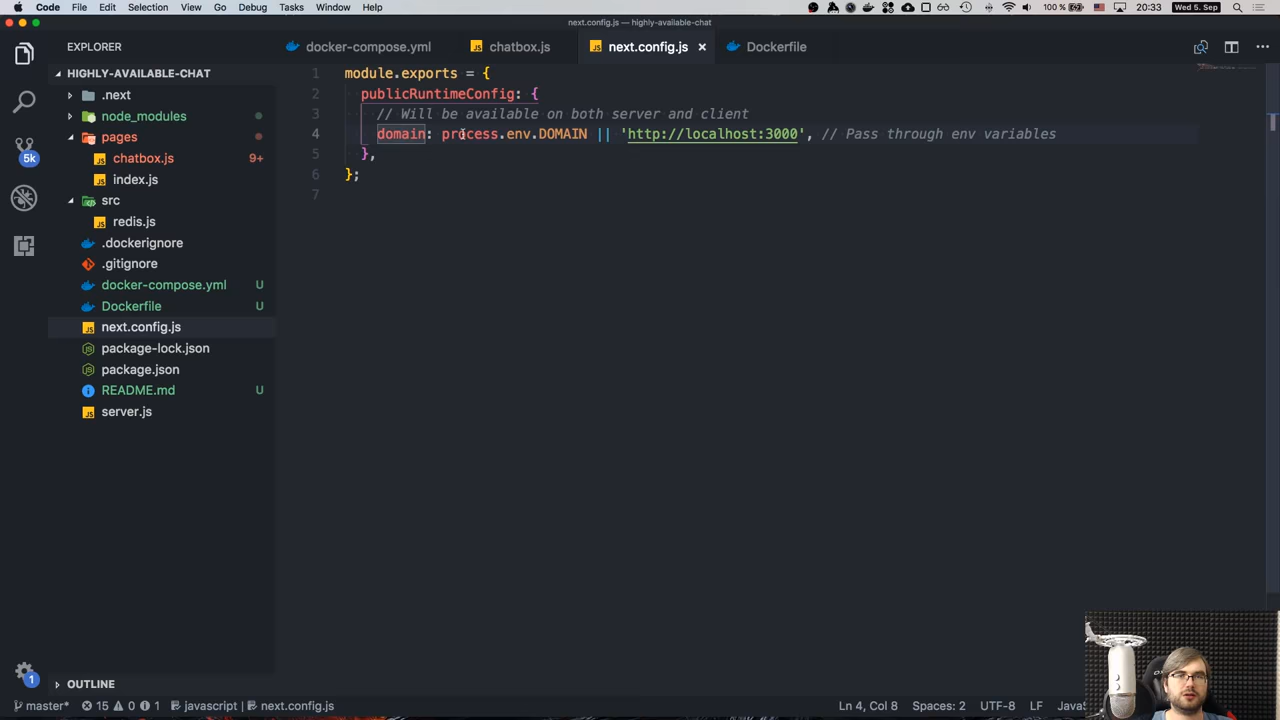 Code File Edit Selection View Go Debug Tasks Window Help 100 % 20:33 Wed 5. Sep
next.config.js — highly-available-chat
EXPLORER
docker-compose.yml chatbox.js next.config.js × Dockerfile
HIGHLY-AVAILABLE-CHAT
.next
node_modules
pages
chatbox.js 9+
index.js
src
redis.js
.dockerignore
.gitignore
docker-compose.yml U
Dockerfile U
next.config.js
package-lock.json
package.json
README.md U
server.js
5k
1 module.exports = {
2 publicRuntimeConfig: {
3 // Will be available on both server and client
4 domain: process.env.DOMAIN || 'http://localhost:3000', // Pass through env variables
5 },
6 };
7
OUTLINE
1
master* 15 0 1 javascript | next.config.js Ln 4, Col 8 Spaces: 2 UTF-8 LF